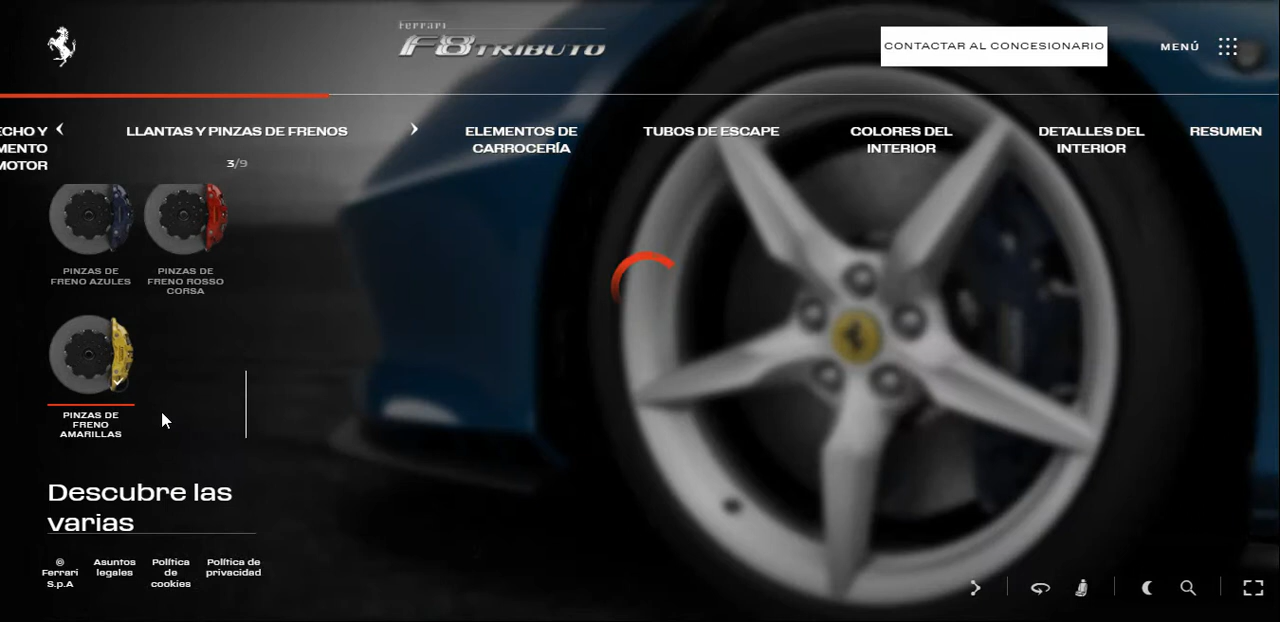 Ferrari
F8 TRIBUTO
CONTACTAR AL CONCESIONARIO
MENÚ
ECHO Y
MENTO
MOTOR
LLANTAS Y PINZAS DE FRENOS
3/9
ELEMENTOS DE
CARROCERÍA
TUBOS DE ESCAPE
COLORES DEL
INTERIOR
DETALLES DEL
INTERIOR
RESUMEN
PINZAS DE
FRENO AZULES
PINZAS DE
FRENO ROSSO
CORSA
PINZAS DE
FRENO
AMARILLAS
Descubre las
varias
©
Ferrari
S.p.A
Asuntos
legales
Política
de
cookies
Política de
privacidad